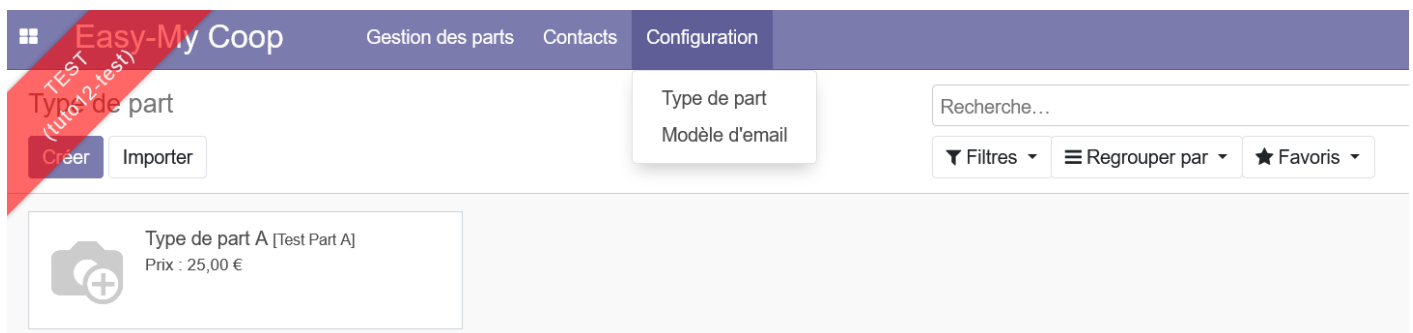 Easy-My Coop
Gestion des parts
Contacts
Configuration
TEST
(tuto12-test)
Type de part
Type de part
Modèle d'email
Recherche...
Créer
Importer
Filtres
Regrouper par
Favoris
Type de part A [Test Part A]
Prix : 25,00 €